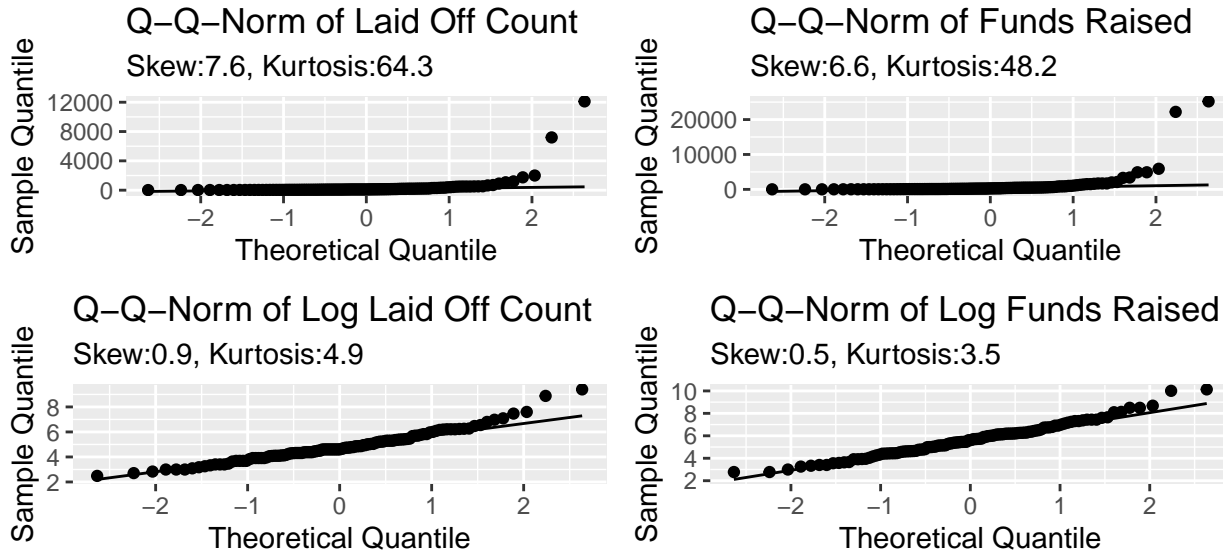 Q−Q−Norm of Laid Off Count
Skew:7.6, Kurtosis:64.3
Sample Quantile
12000
8000
4000
0
−2 −1 0 1 2
Theoretical Quantile
Q−Q−Norm of Funds Raised
Skew:6.6, Kurtosis:48.2
Sample Quantile
20000
10000
0
−2 −1 0 1 2
Theoretical Quantile
Q−Q−Norm of Log Laid Off Count
Skew:0.9, Kurtosis:4.9
Sample Quantile
8
6
4
2
−2 −1 0 1 2
Theoretical Quantile
Q−Q−Norm of Log Funds Raised
Skew:0.5, Kurtosis:3.5
Sample Quantile
10
8
6
4
2
−2 −1 0 1 2
Theoretical Quantile